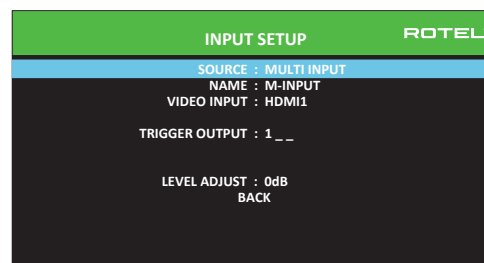 INPUT SETUP
ROTEL
SOURCE : MULTI INPUT
NAME : M-INPUT
VIDEO INPUT : HDMI1
TRIGGER OUTPUT : 1 _ _
LEVEL ADJUST : 0dB
BACK